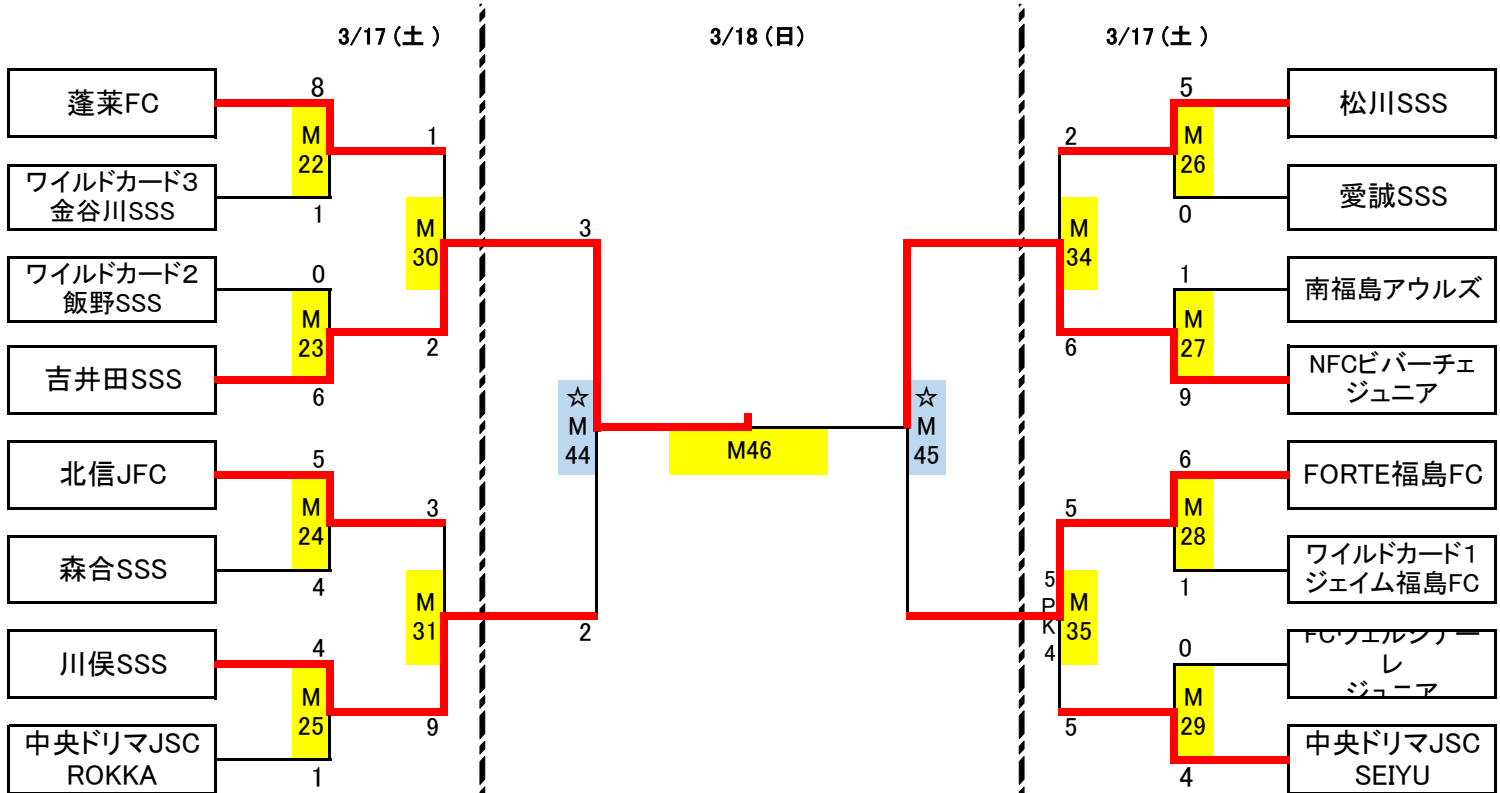 3/17 (土 )
3/18 (日)
3/17 (土 )
蓬莱FC
ワイルドカード3
金谷川SSS
ワイルドカード2
飯野SSS
吉井田SSS
北信JFC
森合SSS
川俣SSS
中央ドリマJSC
ROKKA
8
M
22
1
0
M
23
6
5
M
24
4
4
M
25
1
1
M
30
2
3
M
31
9
3
☆
M
44
2
M46
☆
M
45
2
M
34
6
5
5
P
K
4
M
35
5
5
M
26
0
1
M
27
9
6
M
28
1
0
M
29
4
松川SSS
愛誠SSS
南福島アウルズ
NFCビバーチェ
ジュニア
FORTE福島FC
ワイルドカード1
ジェイム福島FC
レ
ジュニア
中央ドリマJSC
SEIYU